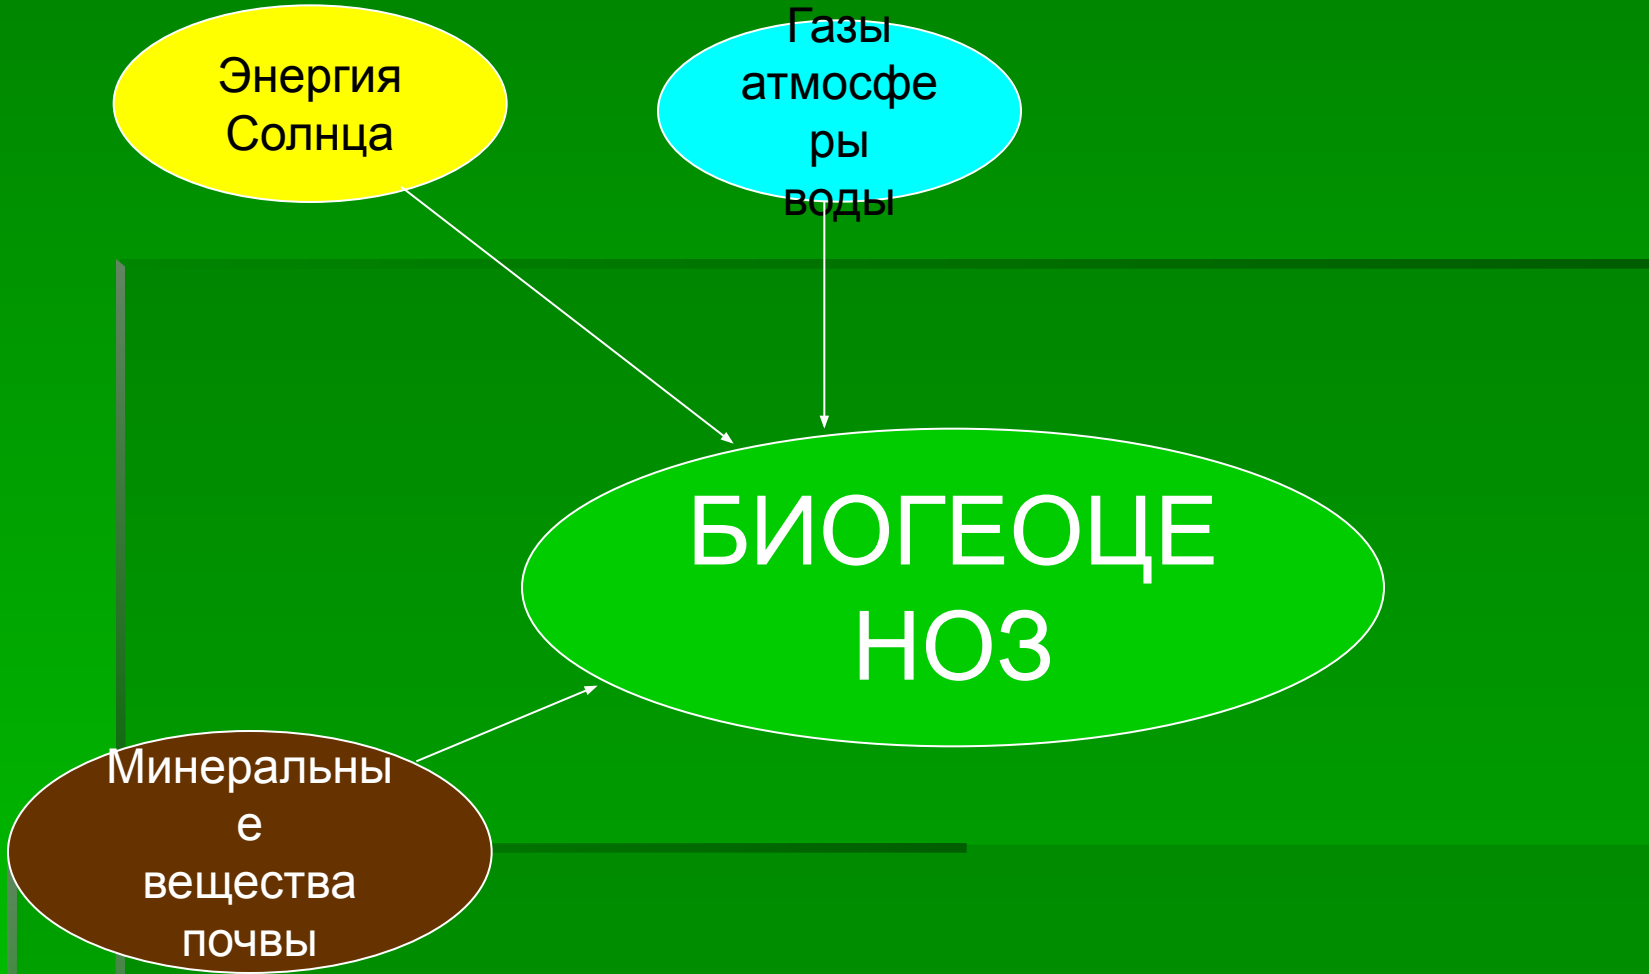 Энергия
Солнца
Газы
атмосфе
ры
воды
БИОГЕОЦЕ
НОЗ
Минеральны
е
вещества
почвы